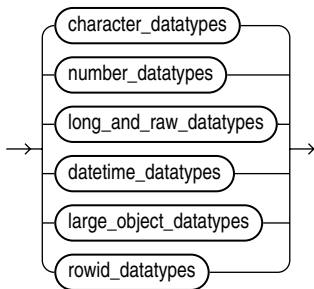 character_datatypes
number_datatypes
long_and_raw_datatypes
datetime_datatypes
large_object_datatypes
rowid_datatypes